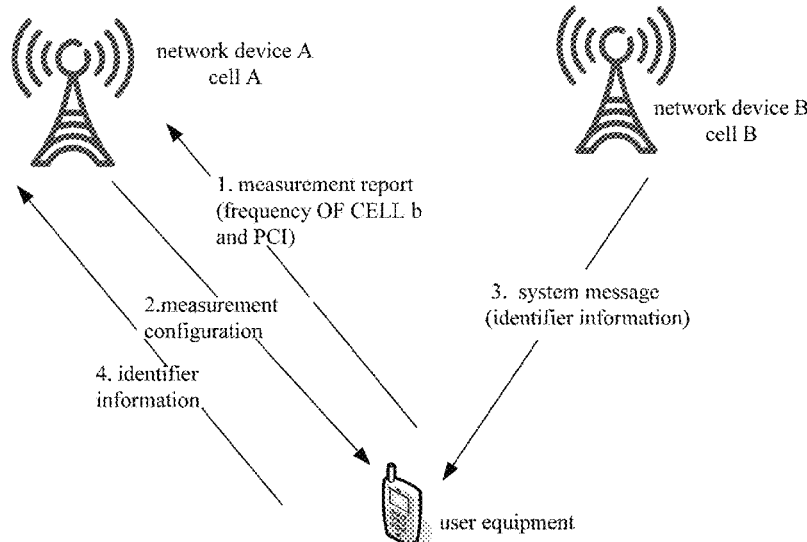 network device A
cell A
network device B
cell B
1. measurement report
(frequency OF CELL b
and PCI)
2.measurement
configuration
3. system message
(identifier information)
4. identifier
information
user equipment